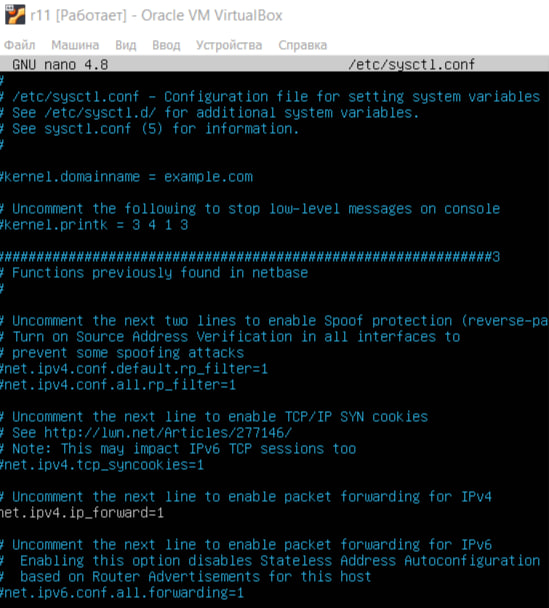 r11 [Работает] - Oracle VM VirtualBox
Файл Машина Вид Ввод Устройства Справка
GNU nano 4.8 /etc/sysctl.conf
#
# /etc/sysctl.conf - Configuration file for setting system variables
# See /etc/sysctl.d/ for additional system variables.
# See sysctl.conf (5) for information.
#
#kernel.domainname = example.com
# Uncomment the following to stop low-level messages on console
#kernel.printk = 3 4 1 3
##############################################################3
# Functions previously found in netbase
#
# Uncomment the next two lines to enable Spoof protection (reverse-pa
# Turn on Source Address Verification in all interfaces to
# prevent some spoofing attacks
#net.ipv4.conf.default.rp_filter=1
#net.ipv4.conf.all.rp_filter=1
# Uncomment the next line to enable TCP/IP SYN cookies
# See http://lwn.net/Articles/277146/
# Note: This may impact IPv6 TCP sessions too
#net.ipv4.tcp_syncookies=1
# Uncomment the next line to enable packet forwarding for IPv4
net.ipv4.ip_forward=1
# Uncomment the next line to enable packet forwarding for IPv6
# Enabling this option disables Stateless Address Autoconfiguration
# based on Router Advertisements for this host
#net.ipv6.conf.all.forwarding=1